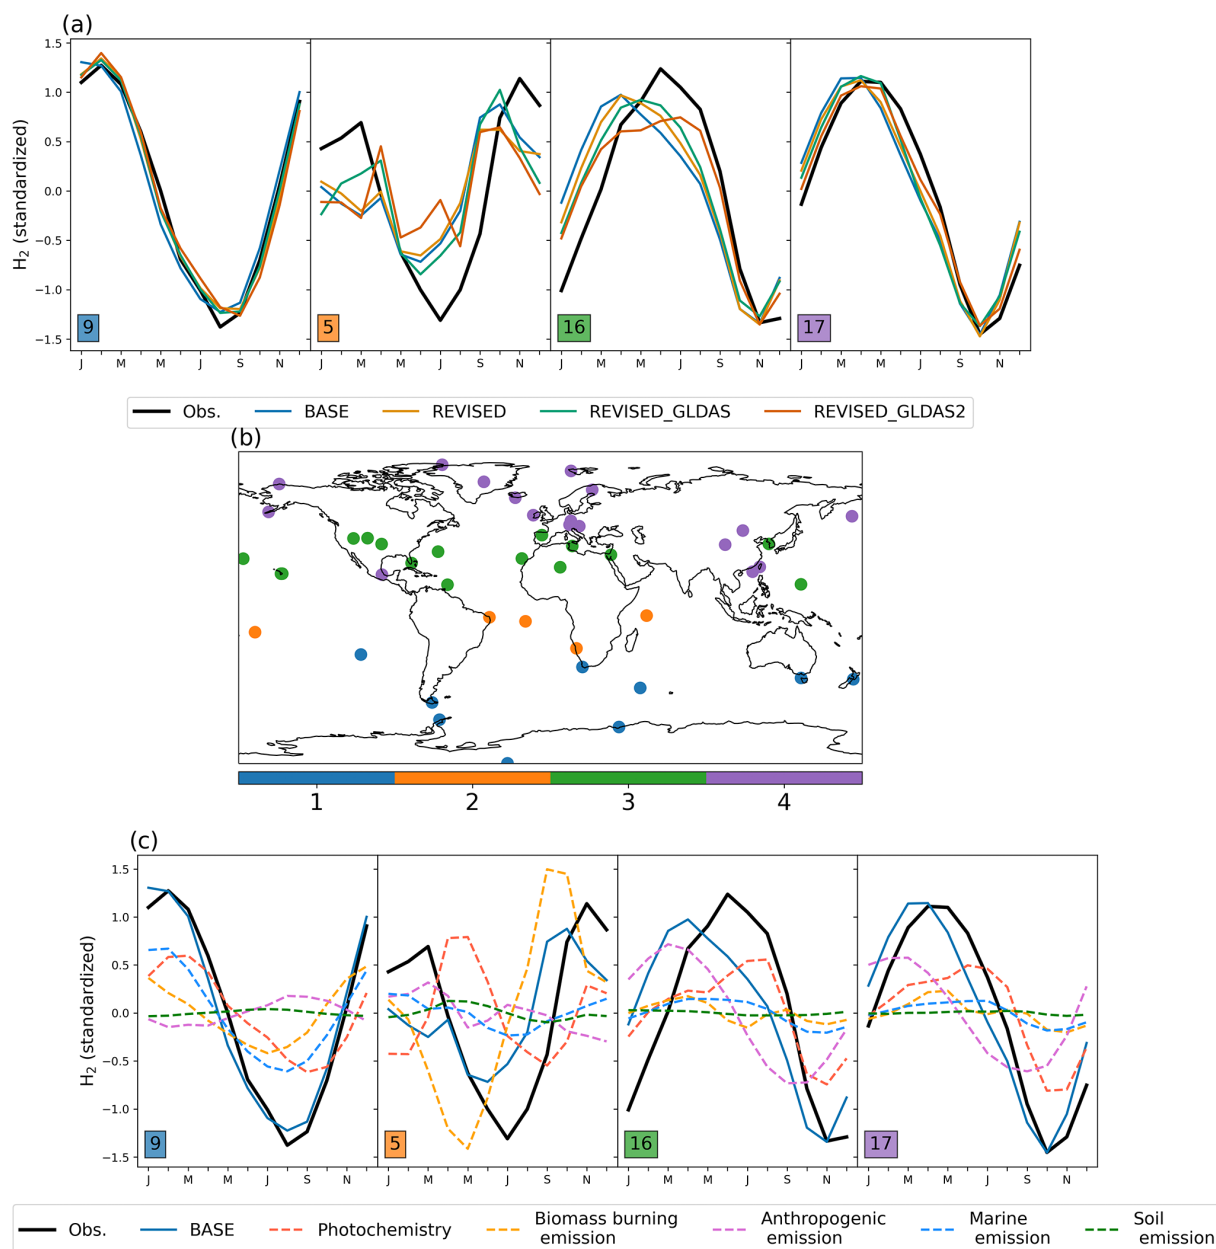 (a)
H2 (standardized)
1.5
1.0
0.5
0.0
−0.5
−1.0
−1.5
9
5
16
17
J M M J S N
J M M J S N
J M M J S N
J M M J S N
Obs. BASE REVISED REVISED_GLDAS REVISED_GLDAS2
(b)
1 2 3 4
(c)
H2 (standardized)
1.5
1.0
0.5
0.0
−0.5
−1.0
−1.5
9
5
16
17
J M M J S N
J M M J S N
J M M J S N
J M M J S N
Obs. BASE Photochemistry Biomass burning emission Anthropogenic emission Marine emission Soil emission